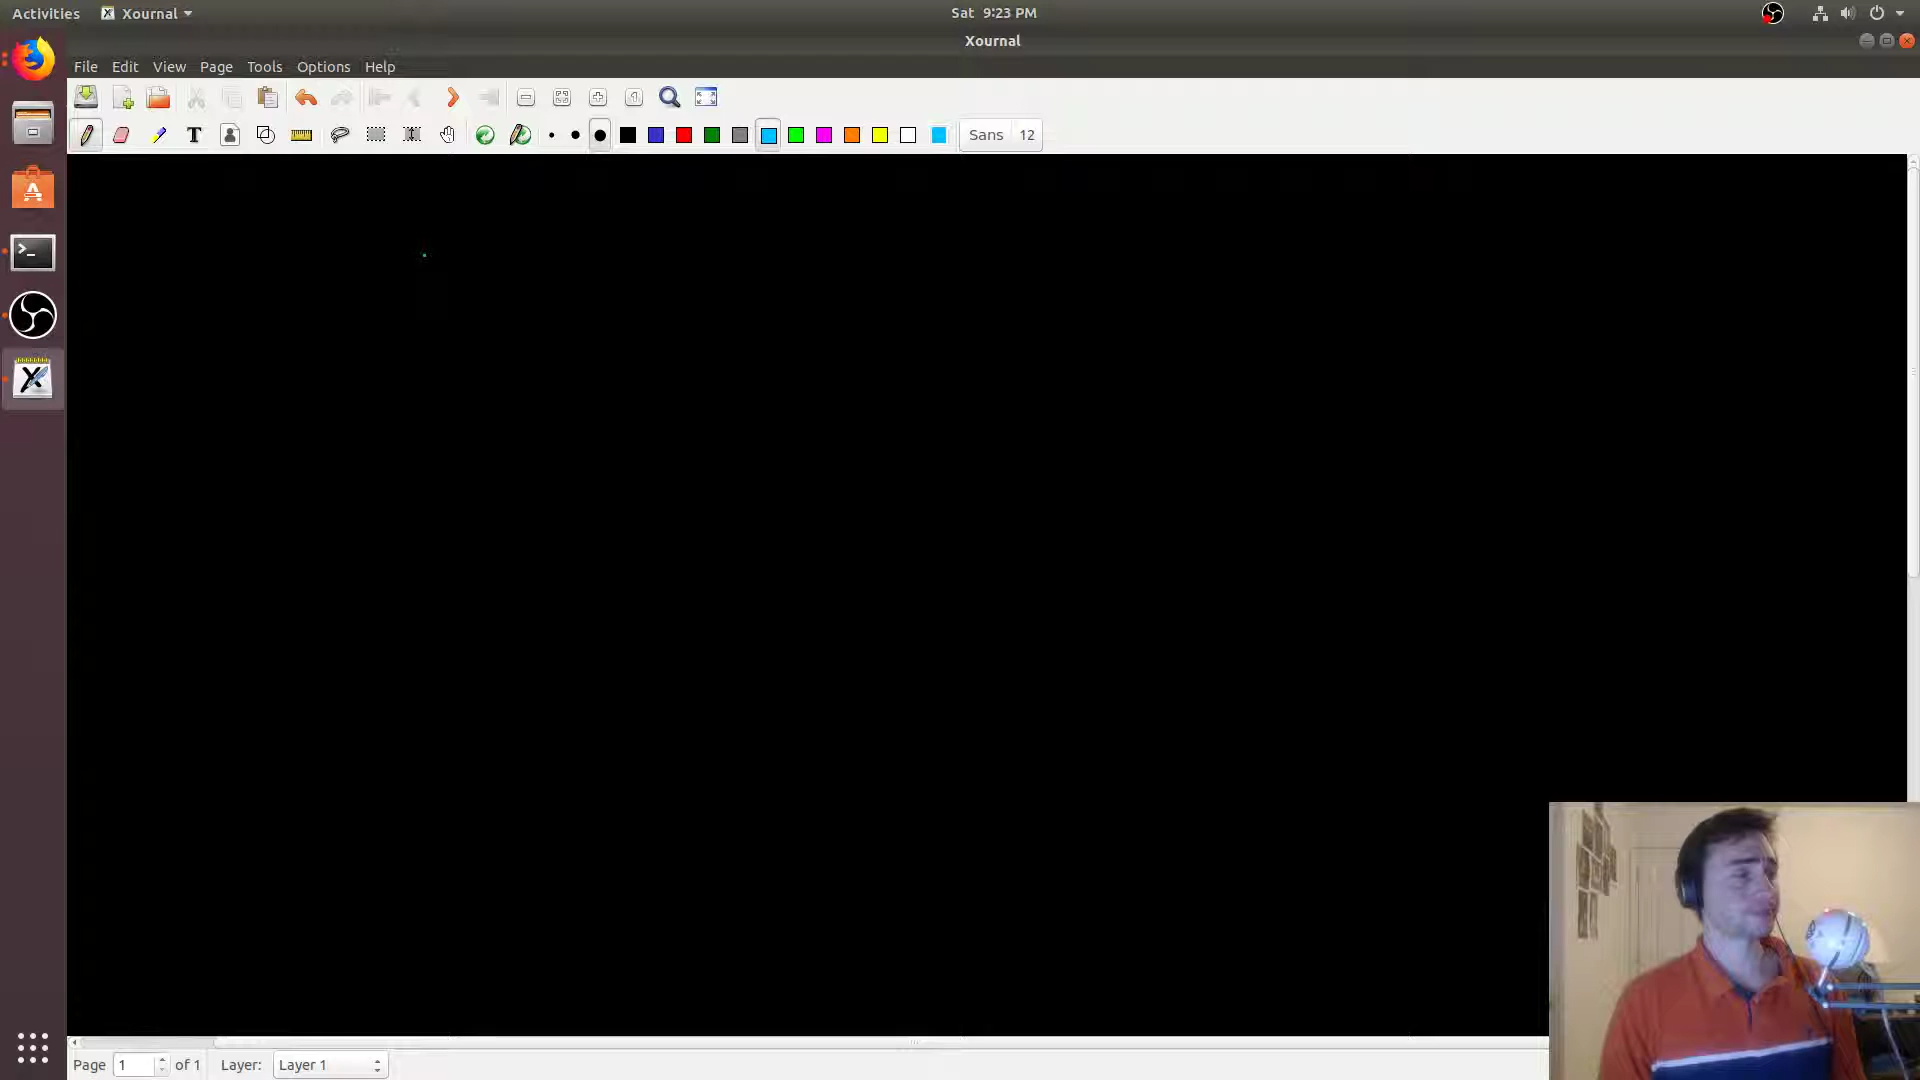 Activities Xournal Sat 9:23 PM
Xournal
File Edit View Page Tools Options Help
T Sans 12
Page 1 of 1 Layer: Layer 1